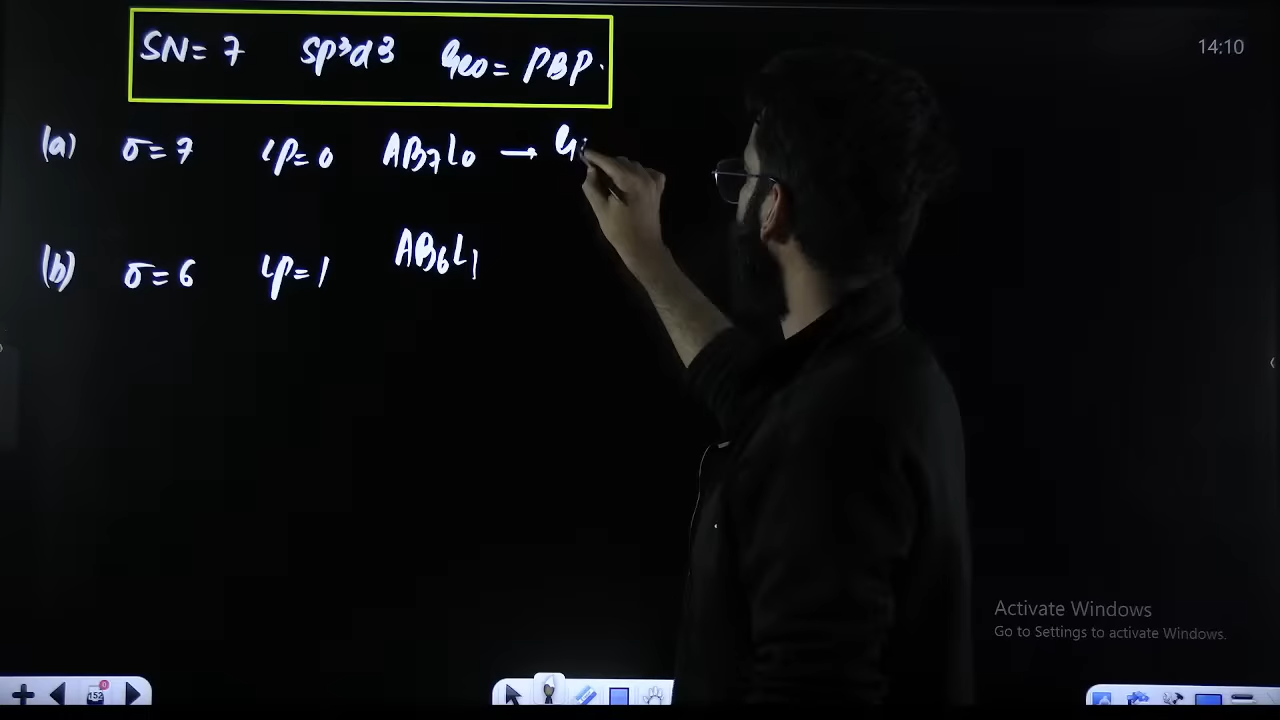 14:10
SN= 7 sp³d³ Geo = PBP.
(a) σ= 7 lp= 0 AB₇L₀ → G
(b) σ= 6 lp= 1 AB₆L₁
Activate Windows
Go to Settings to activate Windows.
152